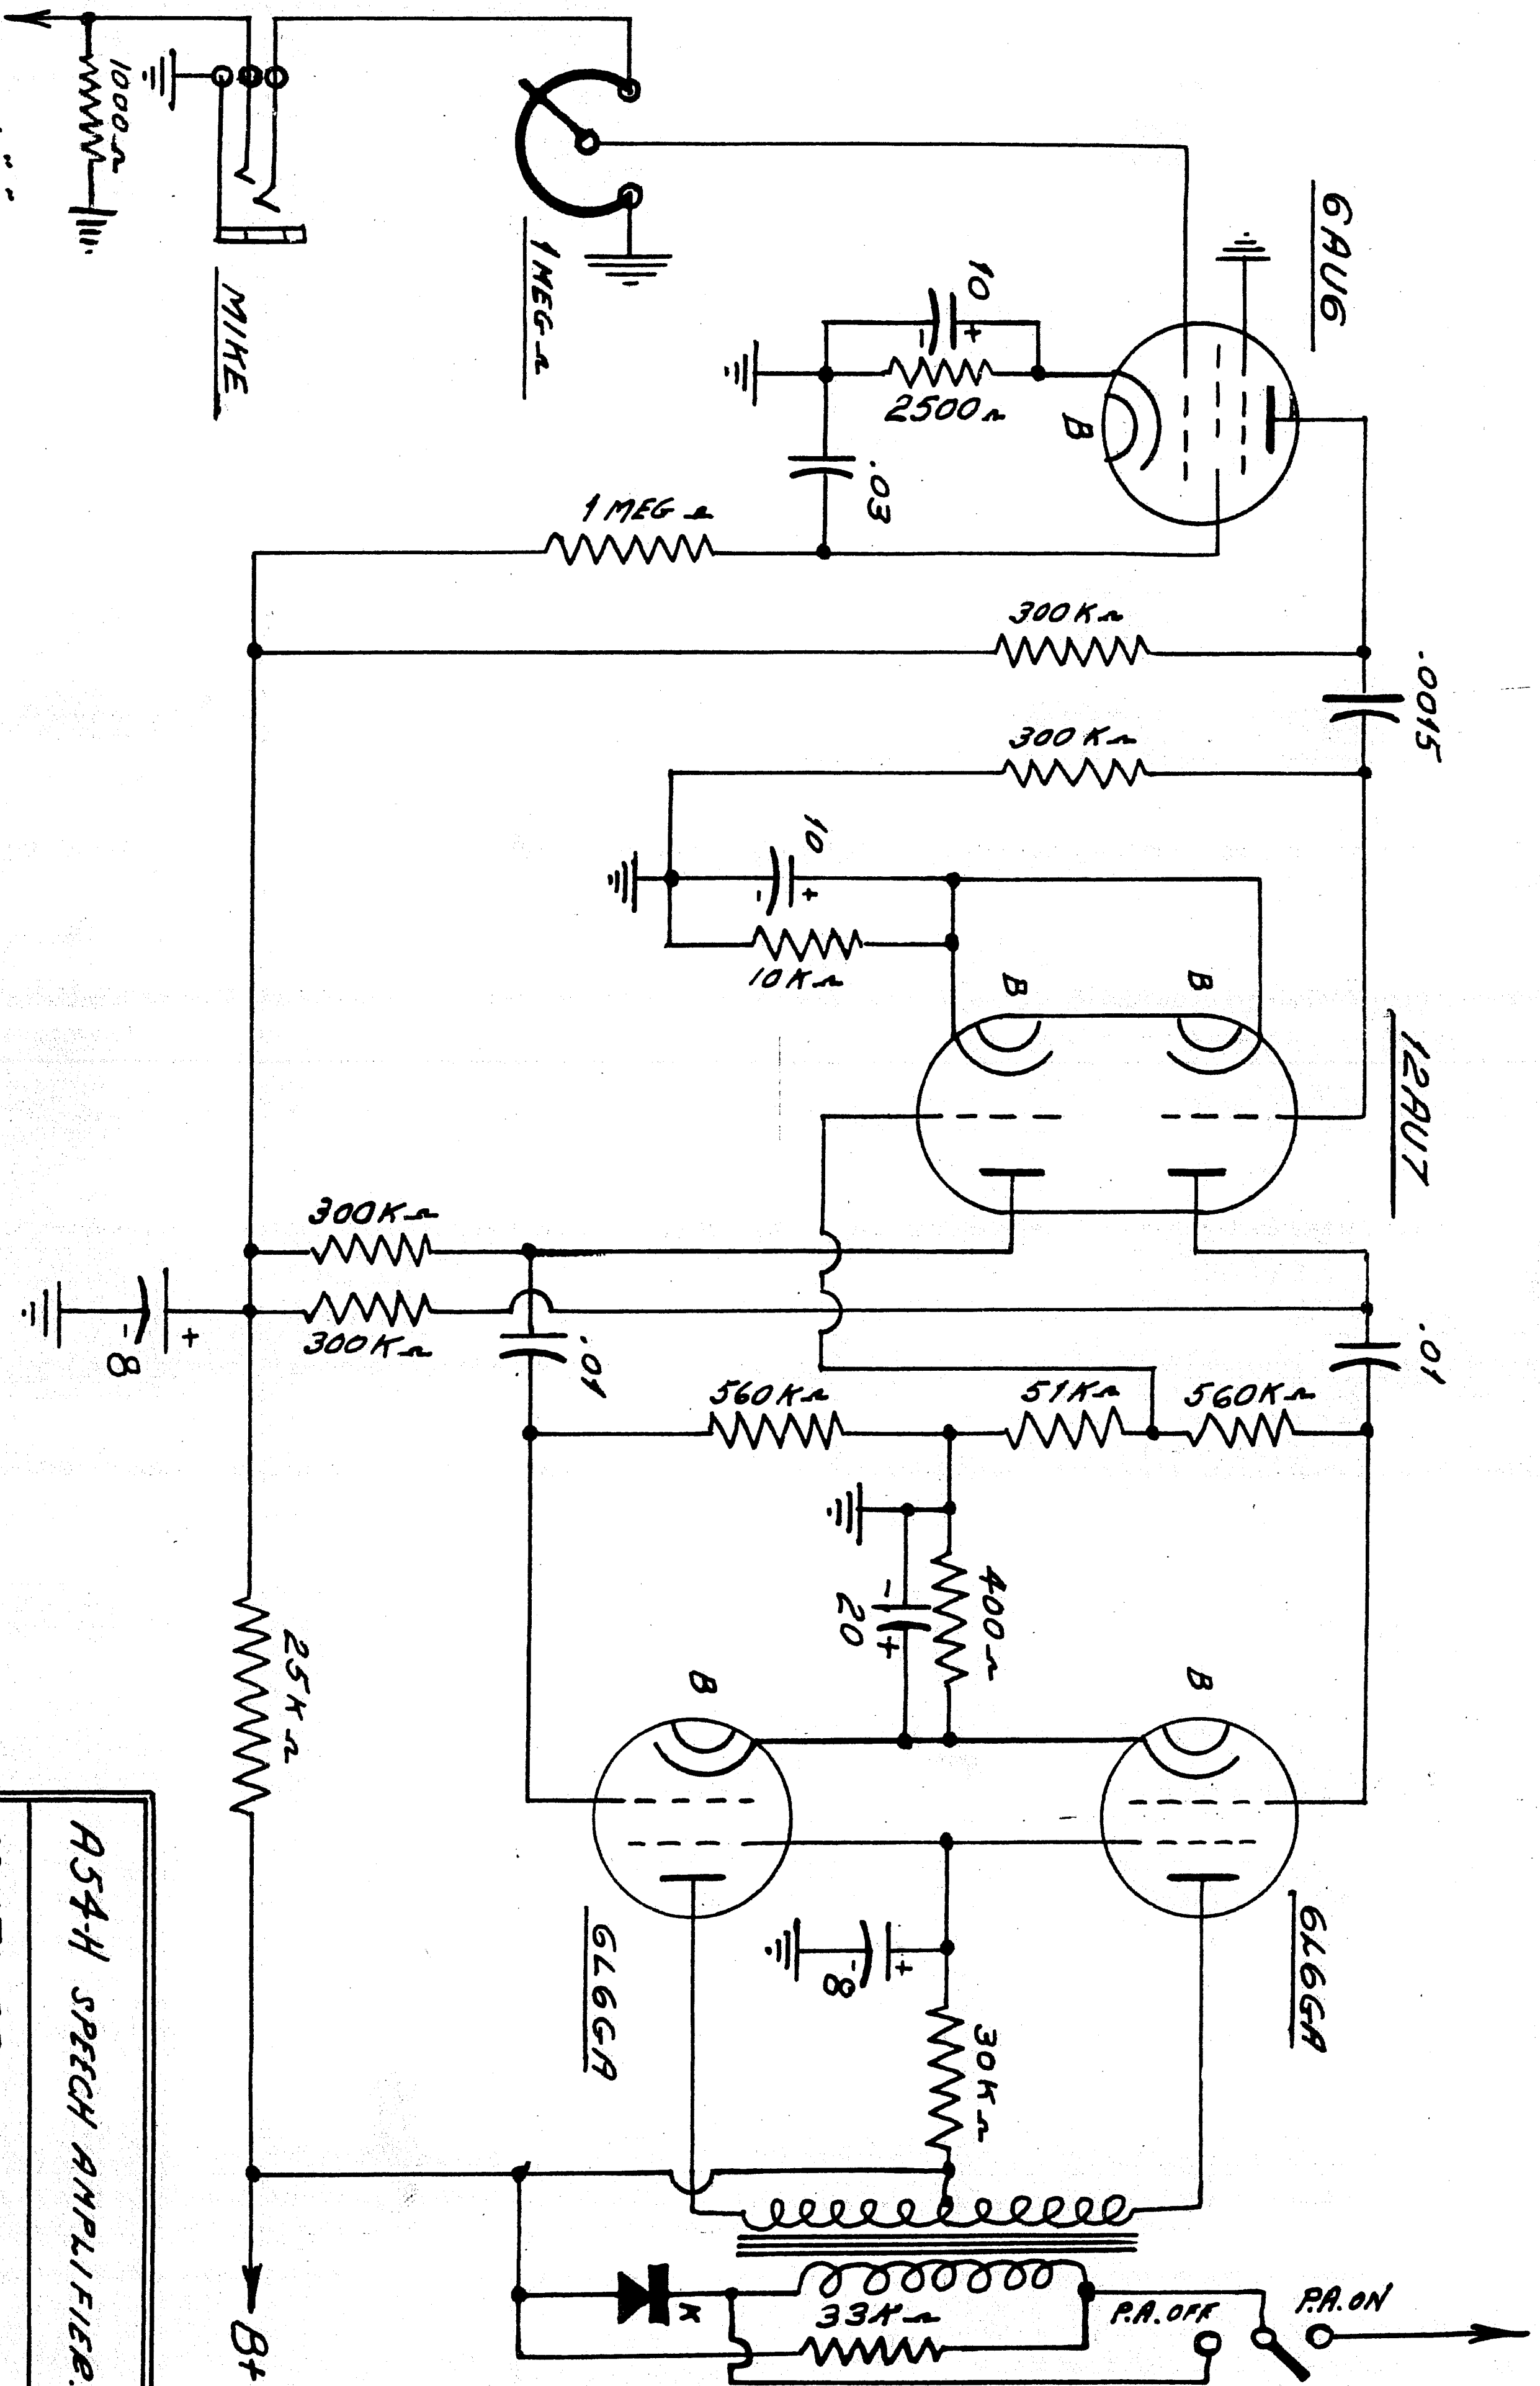 6AU6
12AU7
6L6GA
6L6GA
.0015
.01
.01
10
2500Ω
B
.03
1 MEG Ω
300KΩ
300KΩ
10
10KΩ
B
B
1 MEG Ω
MIKE
1000Ω
300KΩ
300KΩ
8
560KΩ
51KΩ
560KΩ
400Ω
20
B
B
25KΩ
8
30KΩ
33KΩ
K
P.A. OFF
P.A. ON
B+
A54-H SPEECH AMPLIFIER.